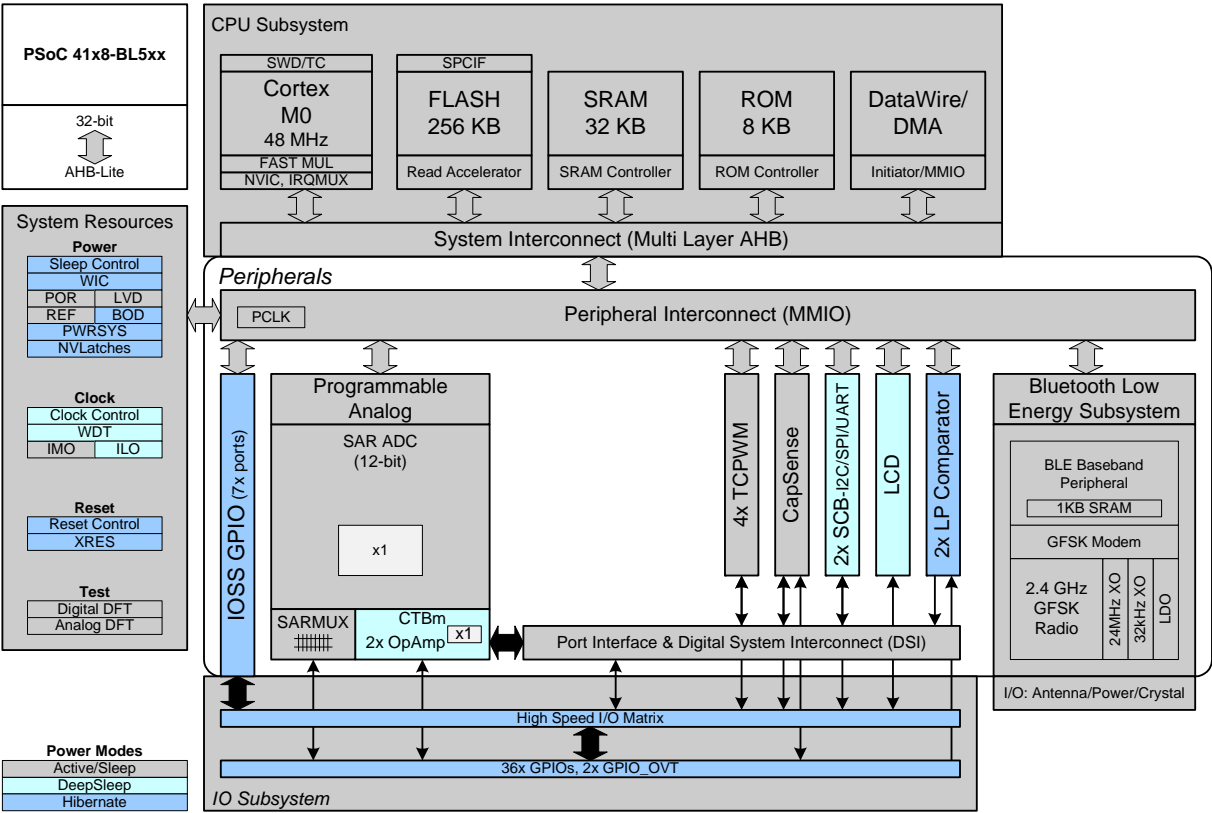 PSoC 41x8-BL5xx
32-bit
AHB-Lite
CPU Subsystem
SWD/TC
Cortex
M0
48 MHz
FAST MUL
NVIC, IRQMUX
SPCIF
FLASH
256 KB
Read Accelerator
SRAM
32 KB
SRAM Controller
ROM
8 KB
ROM Controller
DataWire/
DMA
Initiator/MMIO
System Interconnect (Multi Layer AHB)
System Resources
Power
Sleep Control
WIC
POR LVD
REF BOD
PWRSYS
NVLatches
Clock
Clock Control
WDT
IMO ILO
Reset
Reset Control
XRES
Test
Digital DFT
Analog DFT
Peripherals
PCLK
Peripheral Interconnect (MMIO)
IOSS GPIO (7x ports)
Programmable
Analog
SAR ADC
(12-bit)
x1
SARMUX
CTBm
2x OpAmp
x1
4x TCPWM
CapSense
2x SCB-I2C/SPI/UART
LCD
2x LP Comparator
Port Interface & Digital System Interconnect (DSI)
Bluetooth Low
Energy Subsystem
BLE Baseband
Peripheral
1KB SRAM
GFSK Modem
2.4 GHz
GFSK
Radio
24MHz XO
32kHz XO
LDO
I/O: Antenna/Power/Crystal
High Speed I/O Matrix
36x GPIOs, 2x GPIO_OVT
IO Subsystem
Power Modes
Active/Sleep
DeepSleep
Hibernate